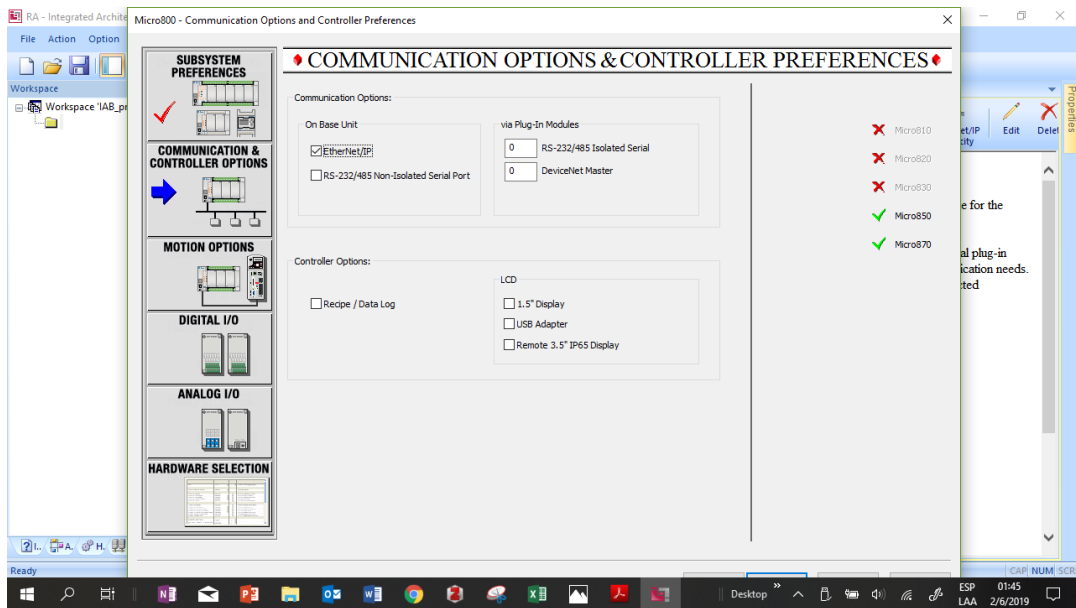 RA - Integrated Archite
Micro800 - Communication Options and Controller Preferences
File Action Option
Workspace
Workspace 'IAB_pr
Properties
SUBSYSTEM
PREFERENCES
COMMUNICATION &
CONTROLLER OPTIONS
MOTION OPTIONS
DIGITAL I/O
ANALOG I/O
HARDWARE SELECTION
COMMUNICATION OPTIONS & CONTROLLER PREFERENCES
Communication Options:
On Base Unit
EtherNet/IP
RS-232/485 Non-Isolated Serial Port
via Plug-In Modules
0 RS-232/485 Isolated Serial
0 DeviceNet Master
Controller Options:
Recipe / Data Log
LCD
1.5" Display
USB Adapter
Remote 3.5" IP65 Display
Micro810
Micro820
Micro830
Micro850
Micro870
et/IP
city
Edit
Delet
e for the
al plug-in
ication needs.
cted
I.. A. H.
Ready
CAP NUM SCR
Desktop
ESP
LAA
01:45
2/6/2019